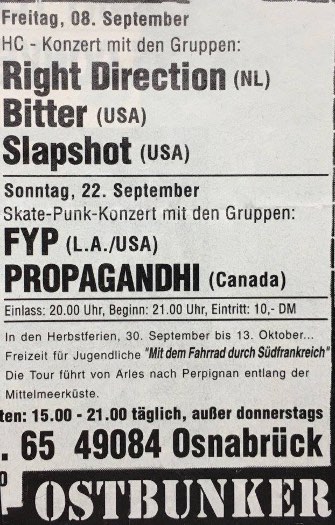 Freitag, 08. September
HC - Konzert mit den Gruppen:
Right Direction (NL)
Bitter (USA)
Slapshot (USA)
Sonntag, 22. September
Skate-Punk-Konzert mit den Gruppen:
FYP (L.A./USA)
PROPAGANDHI (Canada)
Einlass: 20.00 Uhr, Beginn: 21.00 Uhr, Eintritt: 10,- DM
In den Herbstferien, 30. September bis 13. Oktober...
Freizeit für Jugendliche "Mit dem Fahrrad durch Südfrankreich"
Die Tour führt von Arles nach Perpignan entlang der
Mittelmeerküste.
ten: 15.00 - 21.00 täglich, außer donnerstags
. 65 49084 Osnabrück
0
OSTBUNKER